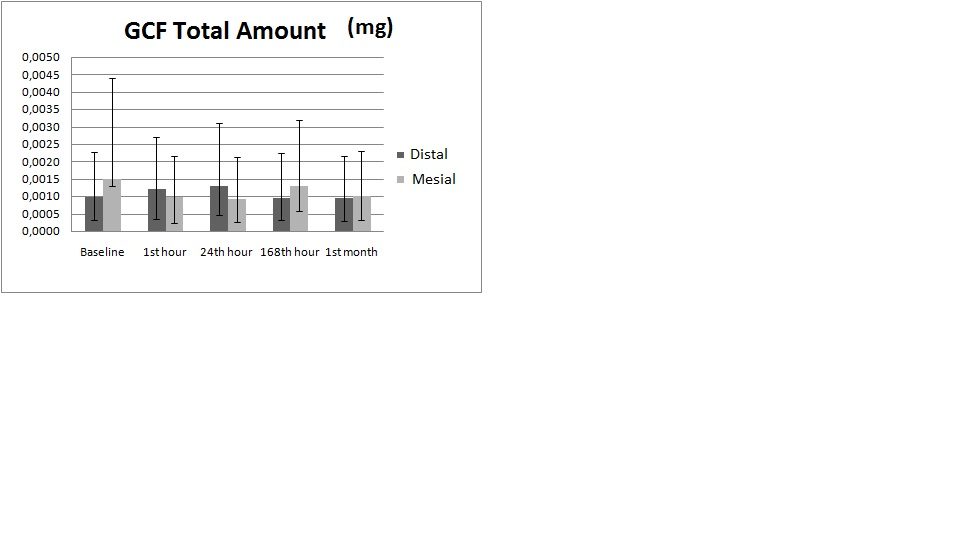 GCF Total Amount (mg)
0,0050
0,0045
0,0040
0,0035
0,0030
0,0025
0,0020
0,0015
0,0010
0,0005
0,0000
Baseline 1st hour 24th hour 168th hour 1st month
Distal
Mesial